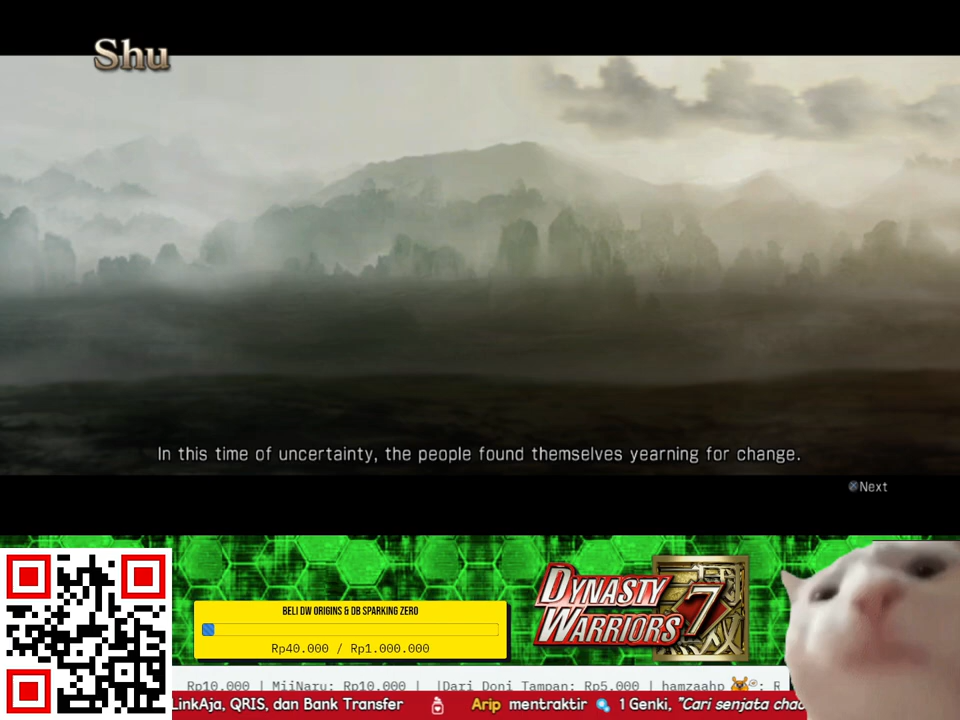 Shu
In this time of uncertainty, the people found themselves yearning for change.
Next
BELI DW ORIGINS & DB SPARKING ZERO
Rp40.000 / Rp1.000.000
DYNASTY WARRIORS 7
Rp10.000 | MiiNaru: Rp10.000 | |Dari Doni Tampan: Rp5.000 | hamzaahp : R
LinkAja, QRIS, dan Bank Transfer Arip mentraktir 1 Genki, "Cari senjata chao